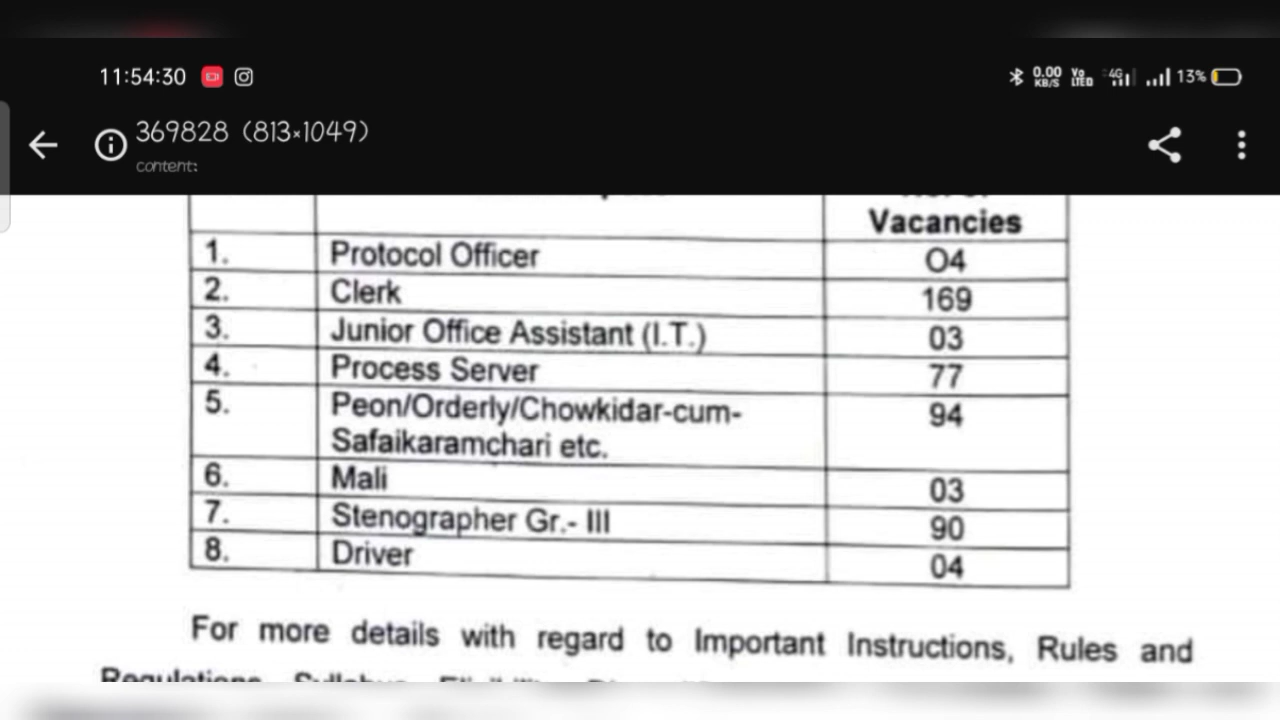 11:54:30 0.00 KB/S Vo LTED 4G 13%
369828 (813×1049)
content:
Vacancies
1. Protocol Officer O4
2. Clerk 169
3. Junior Office Assistant (I.T.) 03
4. Process Server 77
5. Peon/Orderly/Chowkidar-cum- 94
Safaikaramchari etc.
6. Mali 03
7. Stenographer Gr.- III 90
8. Driver 04
For more details with regard to Important Instructions, Rules and